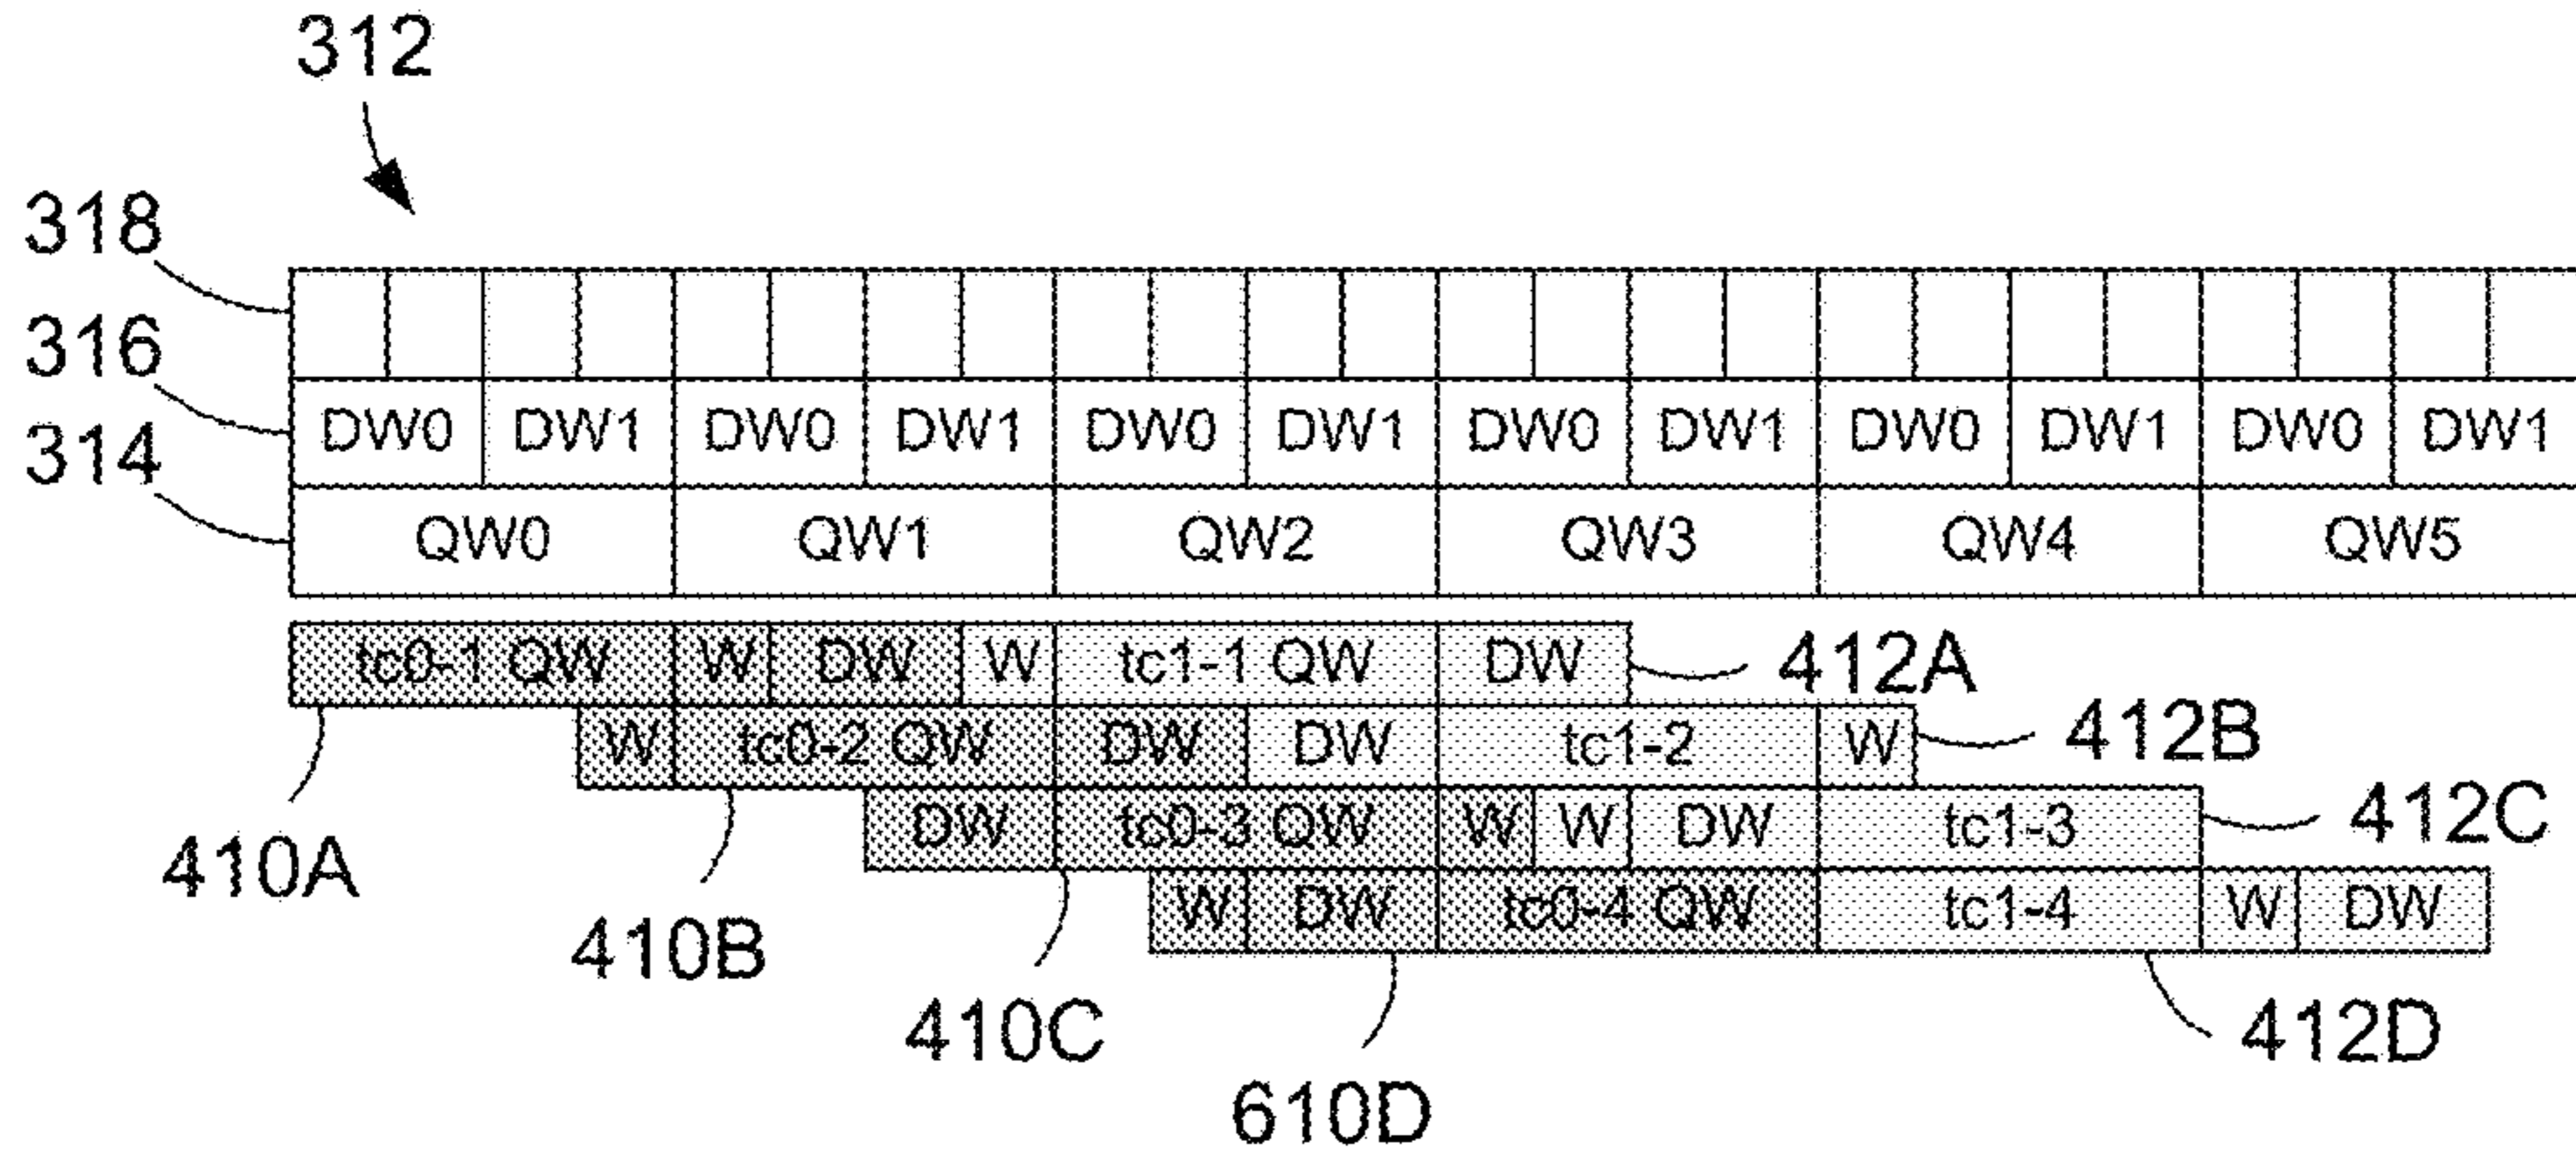 312
318
316
314
DW0 DW1 DW0 DW1 DW0 DW1 DW0 DW1 DW0 DW1 DW0 DW1
QW0 QW1 QW2 QW3 QW4 QW5
tc0-1 QW W DW W tc1-1 QW DW 412A
W tc0-2 QW DW DW tc1-2 W 412B
DW tc0-3 QW W W DW tc1-3 412C
W DW tc0-4 QW tc1-4 W DW
410A
410B
410C
412D
610D